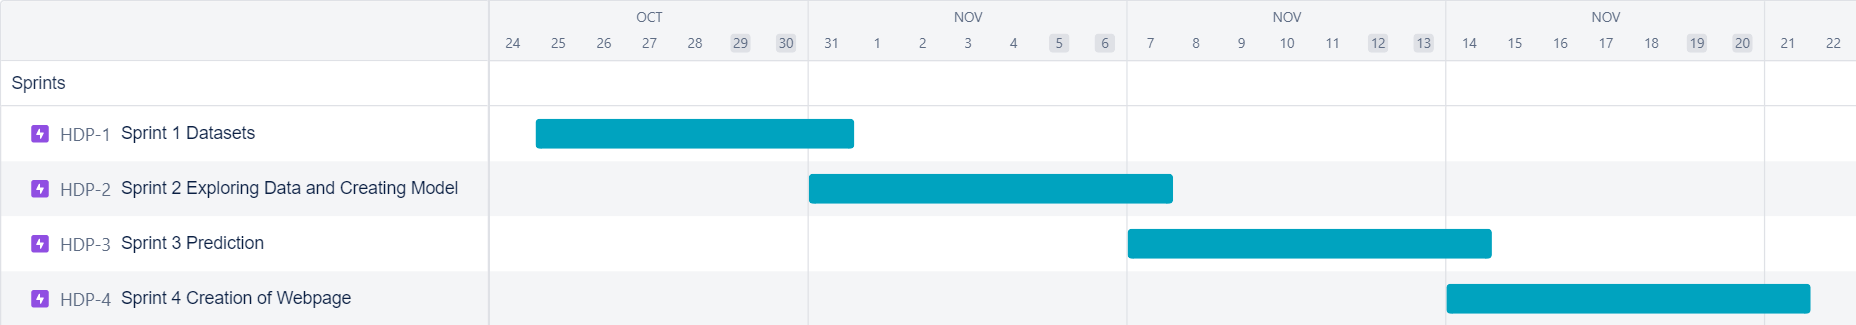 OCT NOV NOV NOV
24 25 26 27 28 29 30 31 1 2 3 4 5 6 7 8 9 10 11 12 13 14 15 16 17 18 19 20 21 22
Sprints
HDP-1 Sprint 1 Datasets
HDP-2 Sprint 2 Exploring Data and Creating Model
HDP-3 Sprint 3 Prediction
HDP-4 Sprint 4 Creation of Webpage